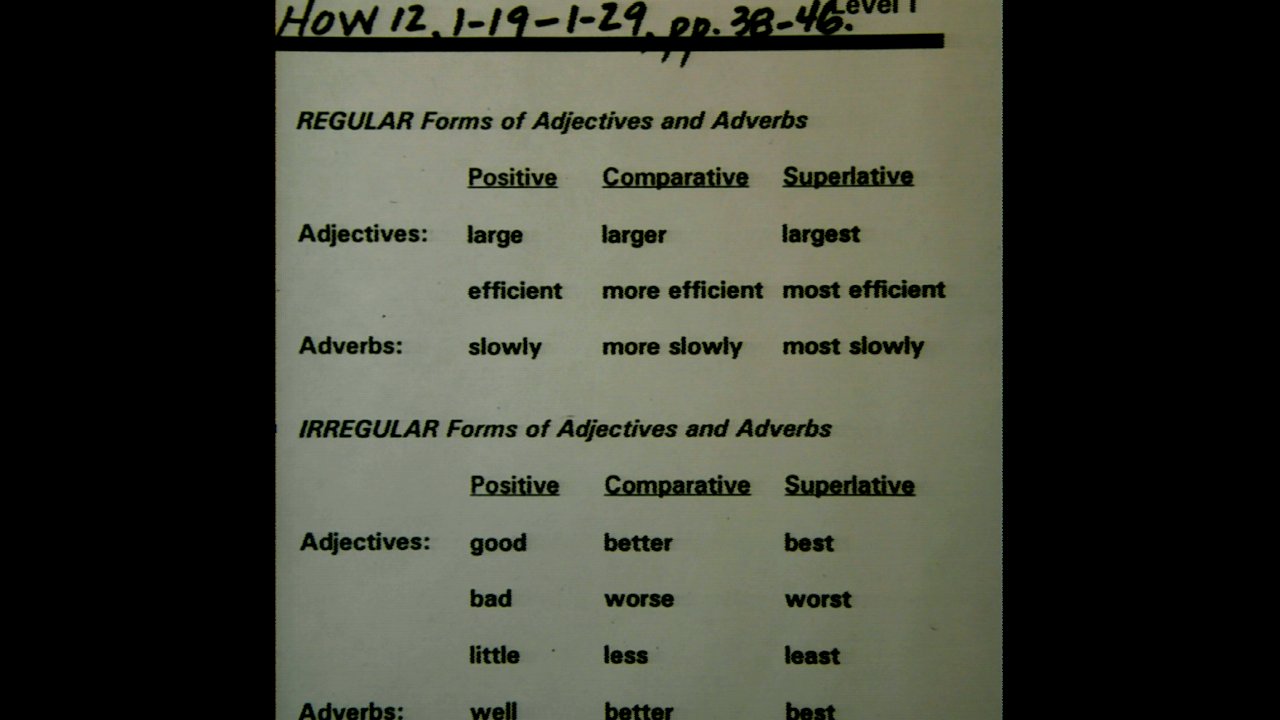 Level I
HOW 12, 1-19-1-29, pp. 38-46.
REGULAR Forms of Adjectives and Adverbs
Positive Comparative Superlative
Adjectives: large larger largest
efficient more efficient most efficient
Adverbs: slowly more slowly most slowly
IRREGULAR Forms of Adjectives and Adverbs
Positive Comparative Superlative
Adjectives: good better best
bad worse worst
little less least
Adverbs: well better best